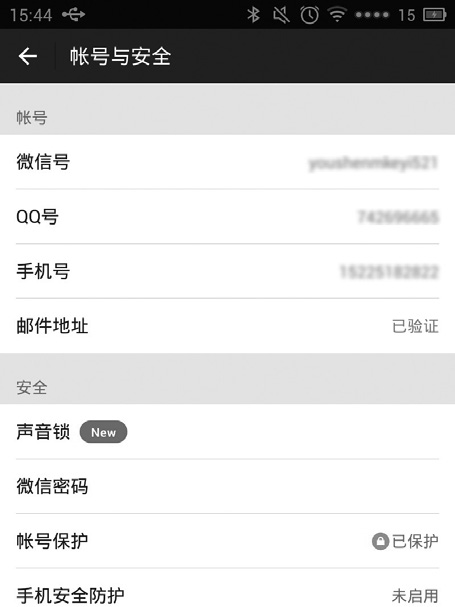 15:44 15
帐号与安全
帐号
微信号
QQ号
手机号
邮件地址 已验证
安全
声音锁 New
微信密码
帐号保护 已保护
手机安全防护 未启用